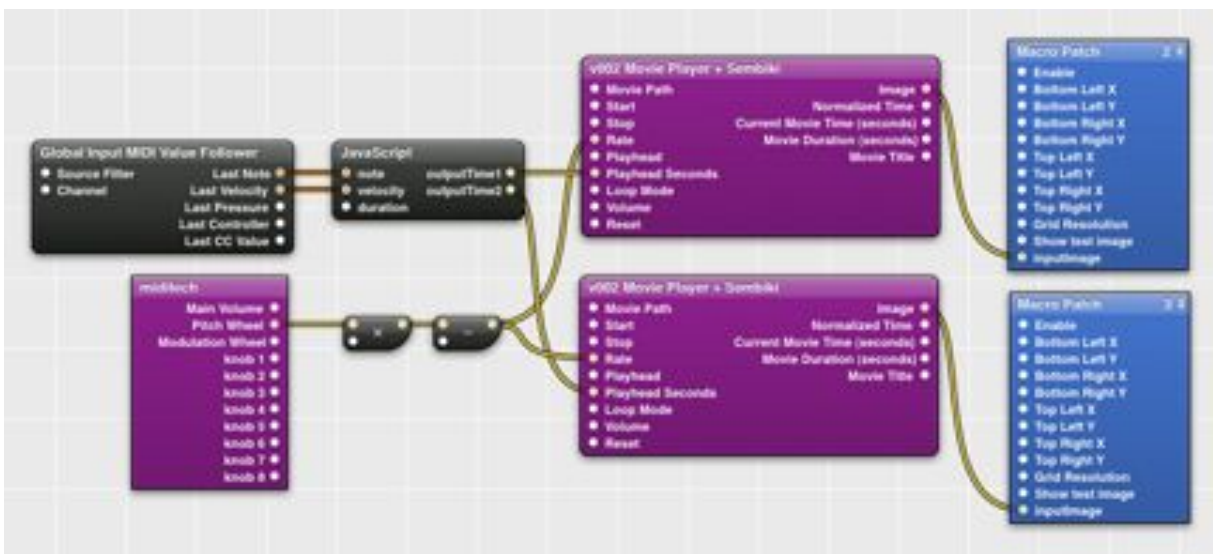 Global Input MIDI Value Follower
Source Filter Last Note
Channel Last Velocity
Last Pressure
Last Controller
Last CC Value
JavaScript
note outputTime1
velocity outputTime2
duration
miditech
Main Volume
Pitch Wheel
Modulation Wheel
knob 1
knob 2
knob 3
knob 4
knob 5
knob 6
knob 7
knob 8
×
-
v002 Movie Player + Sembiki
Movie Path Image
Start Normalized Time
Stop Current Movie Time (seconds)
Rate Movie Duration (seconds)
Playhead Movie Title
Playhead Seconds
Loop Mode
Volume
Reset
v002 Movie Player + Sembiki
Movie Path Image
Start Normalized Time
Stop Current Movie Time (seconds)
Rate Movie Duration (seconds)
Playhead Movie Title
Playhead Seconds
Loop Mode
Volume
Reset
Macro Patch 2 4
Enable
Bottom Left X
Bottom Left Y
Bottom Right X
Bottom Right Y
Top Left X
Top Left Y
Top Right X
Top Right Y
Grid Resolution
Show test image
inputImage
Macro Patch 3 4
Enable
Bottom Left X
Bottom Left Y
Bottom Right X
Bottom Right Y
Top Left X
Top Left Y
Top Right X
Top Right Y
Grid Resolution
Show test image
inputImage